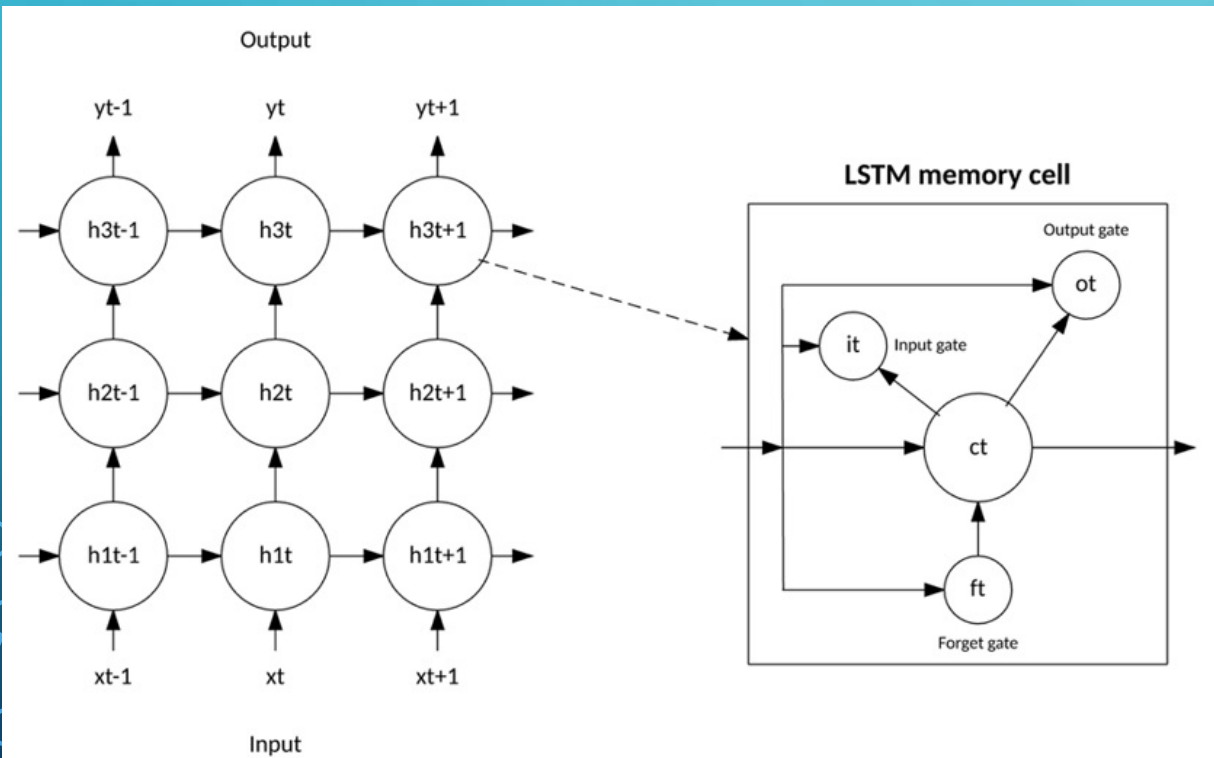 Output
yt-1 yt yt+1
h3t-1 h3t h3t+1
h2t-1 h2t h2t+1
h1t-1 h1t h1t+1
xt-1 xt xt+1
Input
LSTM memory cell
Output gate
ot
it Input gate
ct
ft
Forget gate